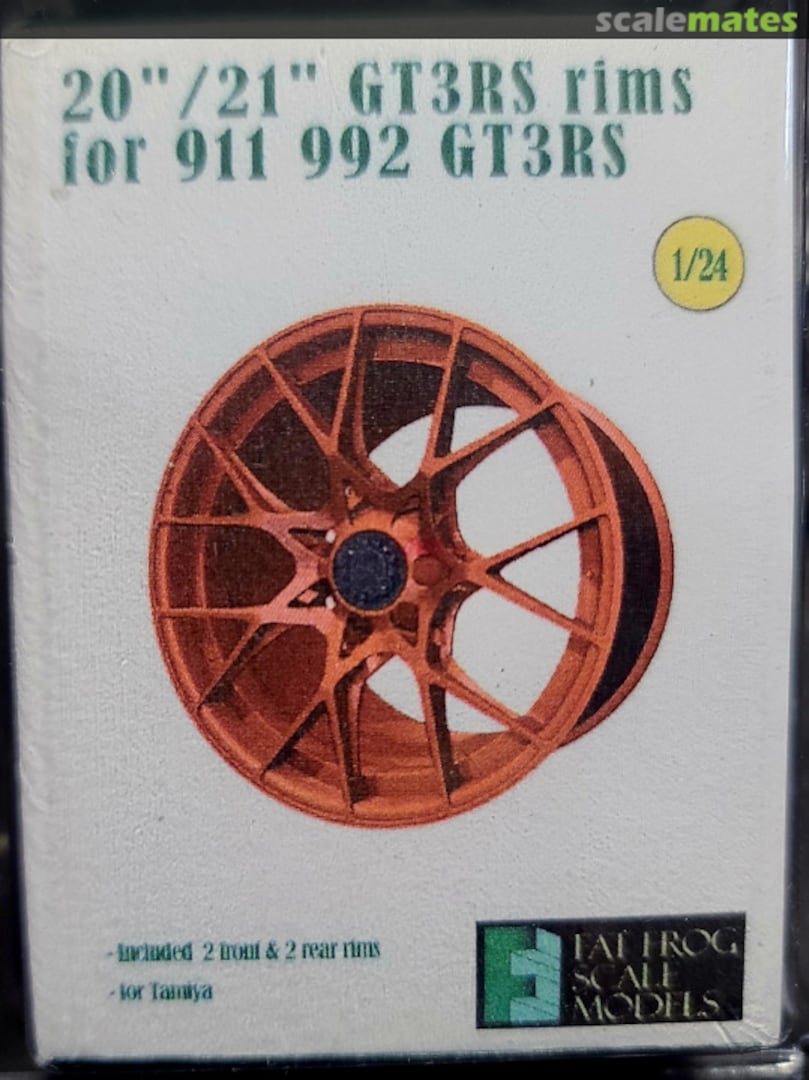 scalemates
20"/21" GT3RS rims
for 911 992 GT3RS
1/24
- Included 2 front & 2 rear rims
- for Tamiya
FAT FROG
SCALE
MODELS